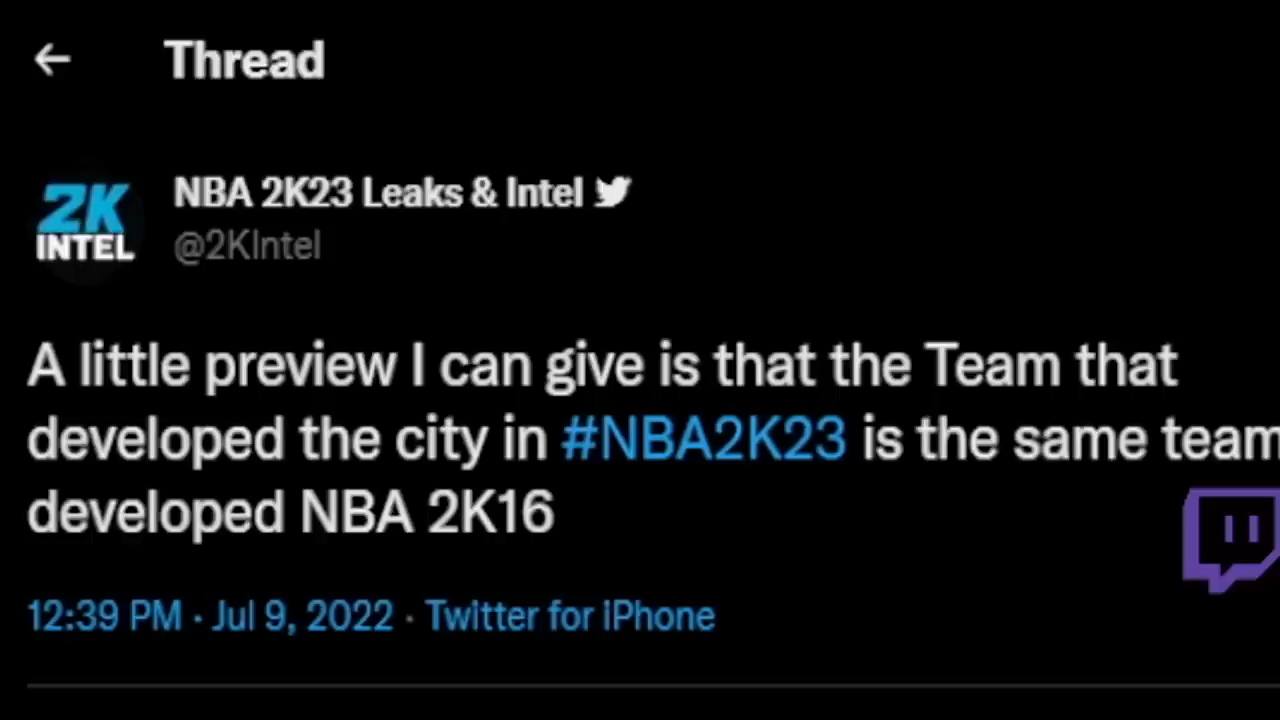 Thread
2K
INTEL
NBA 2K23 Leaks & Intel
@2KIntel
A little preview I can give is that the Team that
developed the city in #NBA2K23 is the same team
developed NBA 2K16
12:39 PM · Jul 9, 2022 · Twitter for iPhone